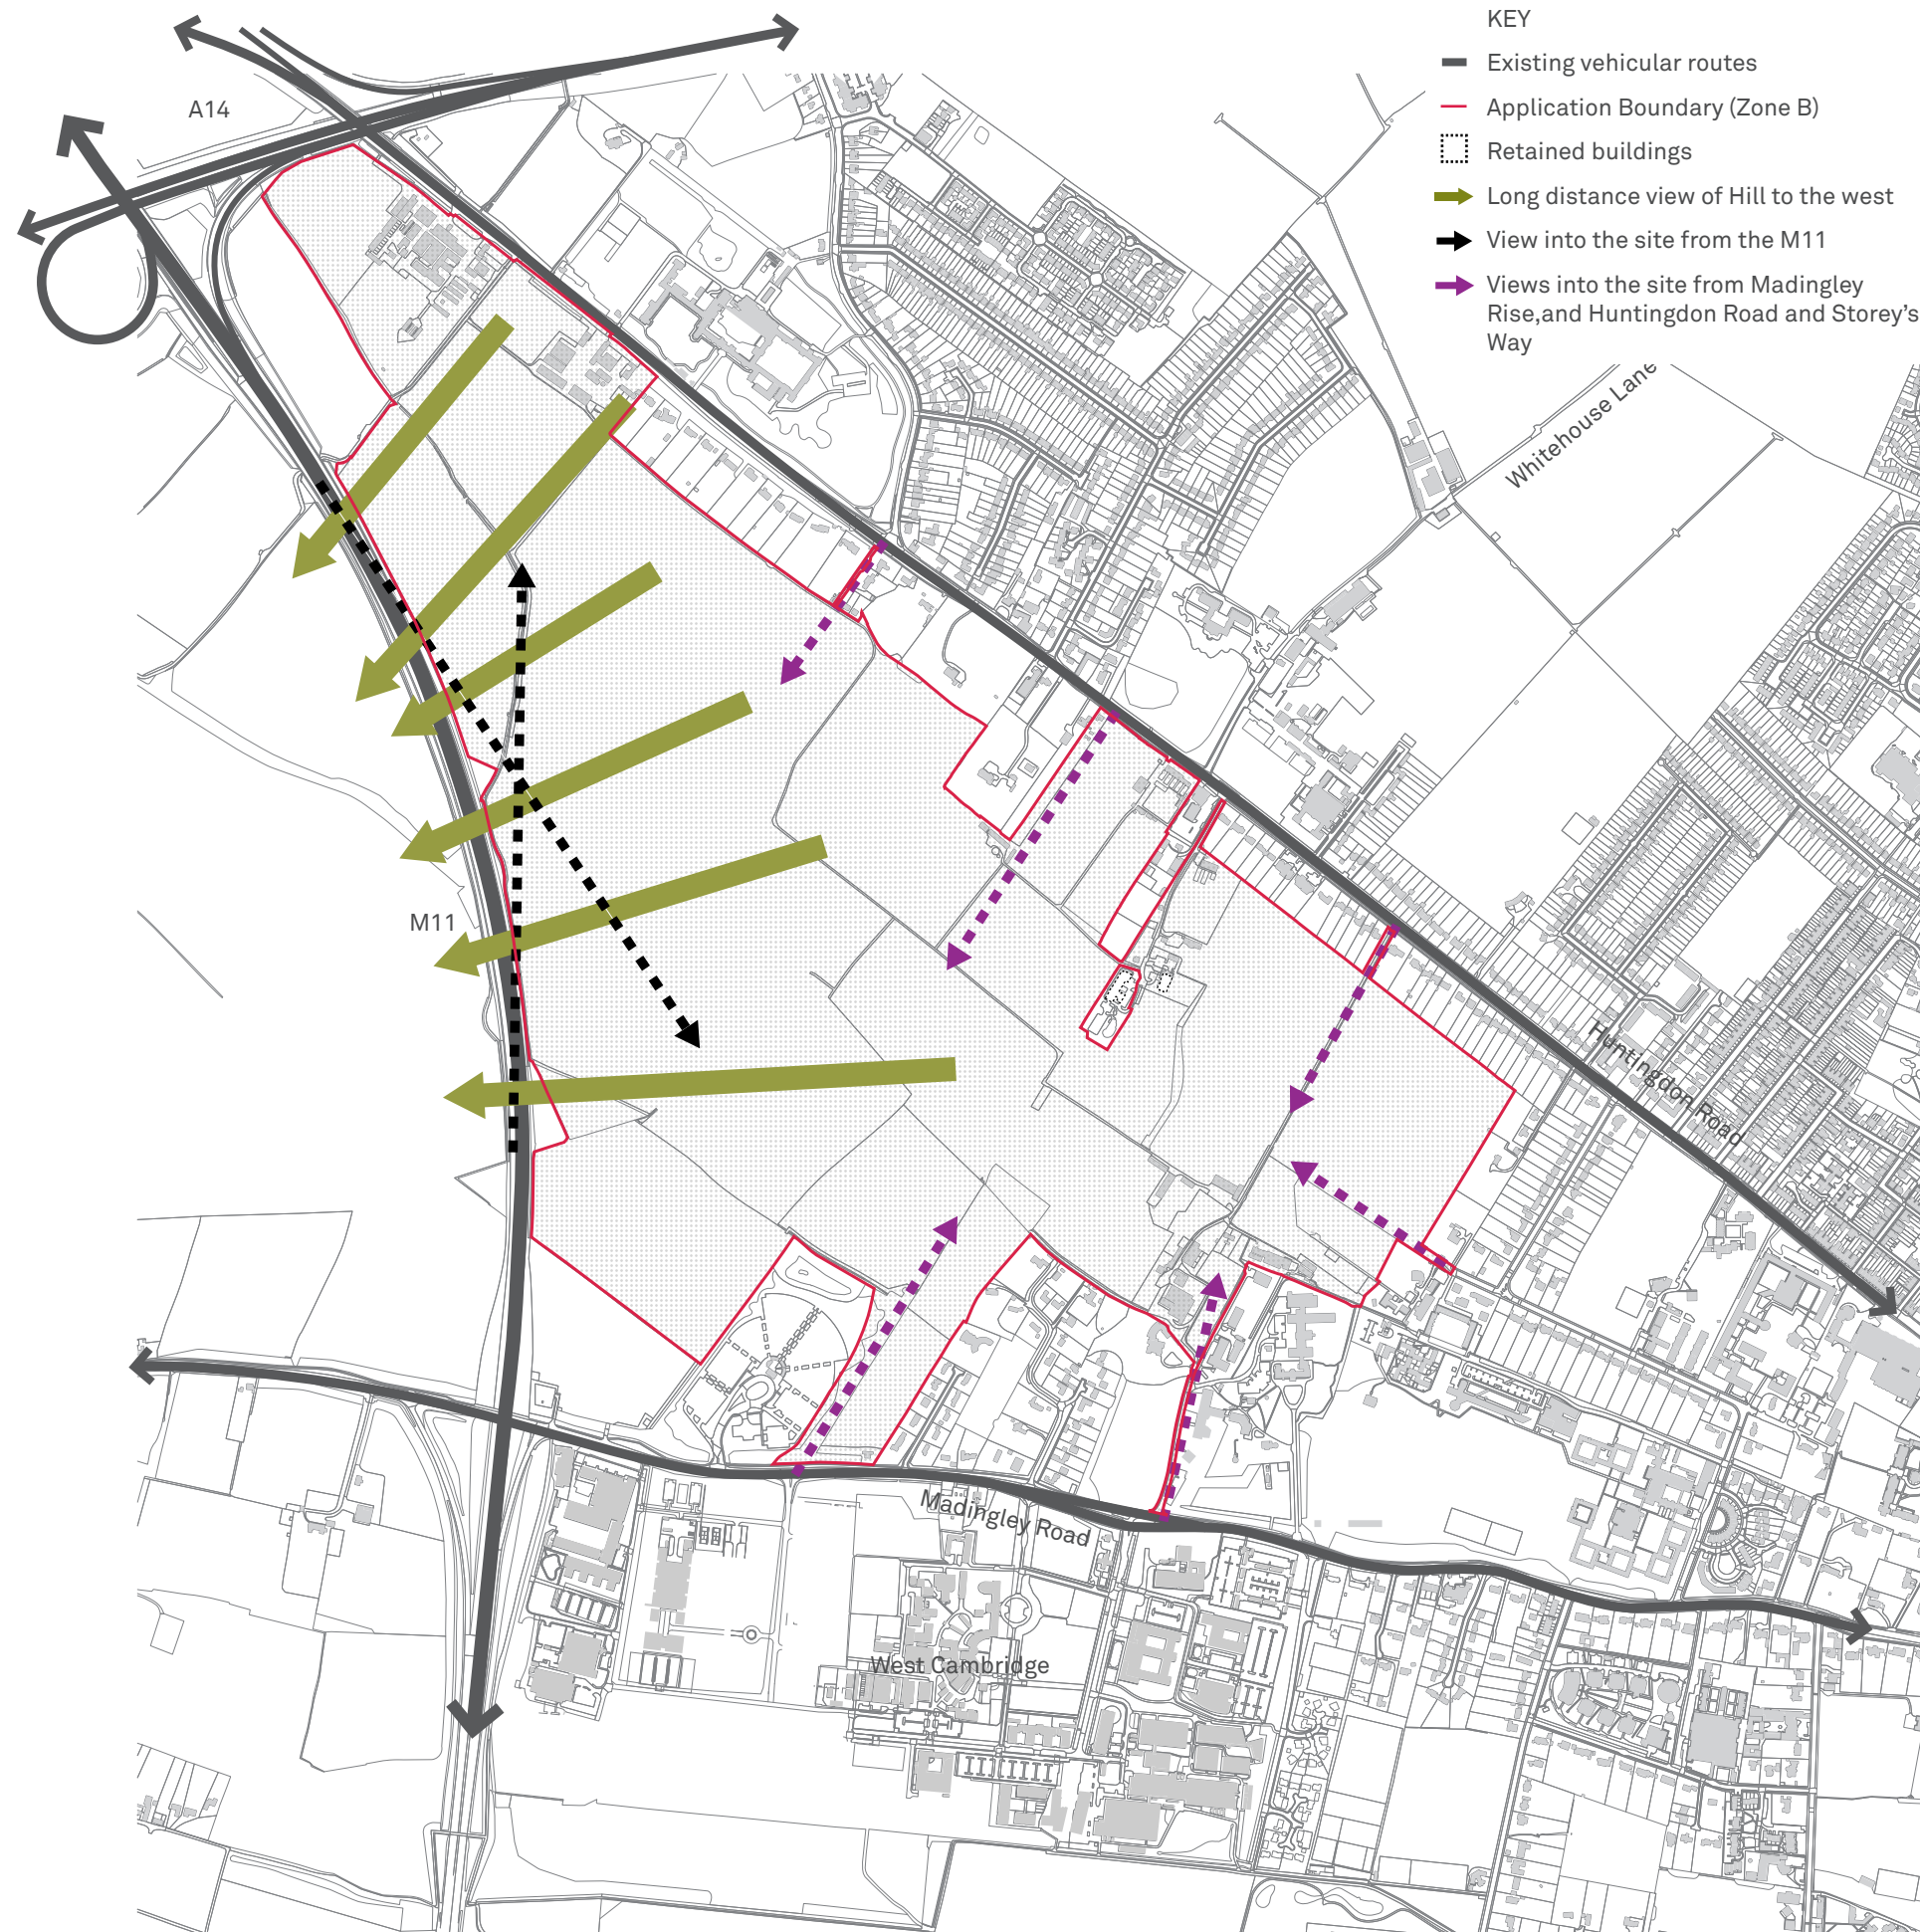 KEY
Existing vehicular routes
Application Boundary (Zone B)
Retained buildings
Long distance view of Hill to the west
View into the site from the M11
Views into the site from Madingley
Rise,and Huntingdon Road and Storey's
Way
A14
Whitehouse Lane
M11
Huntingdon Road
Madingley Road
West Cambridge